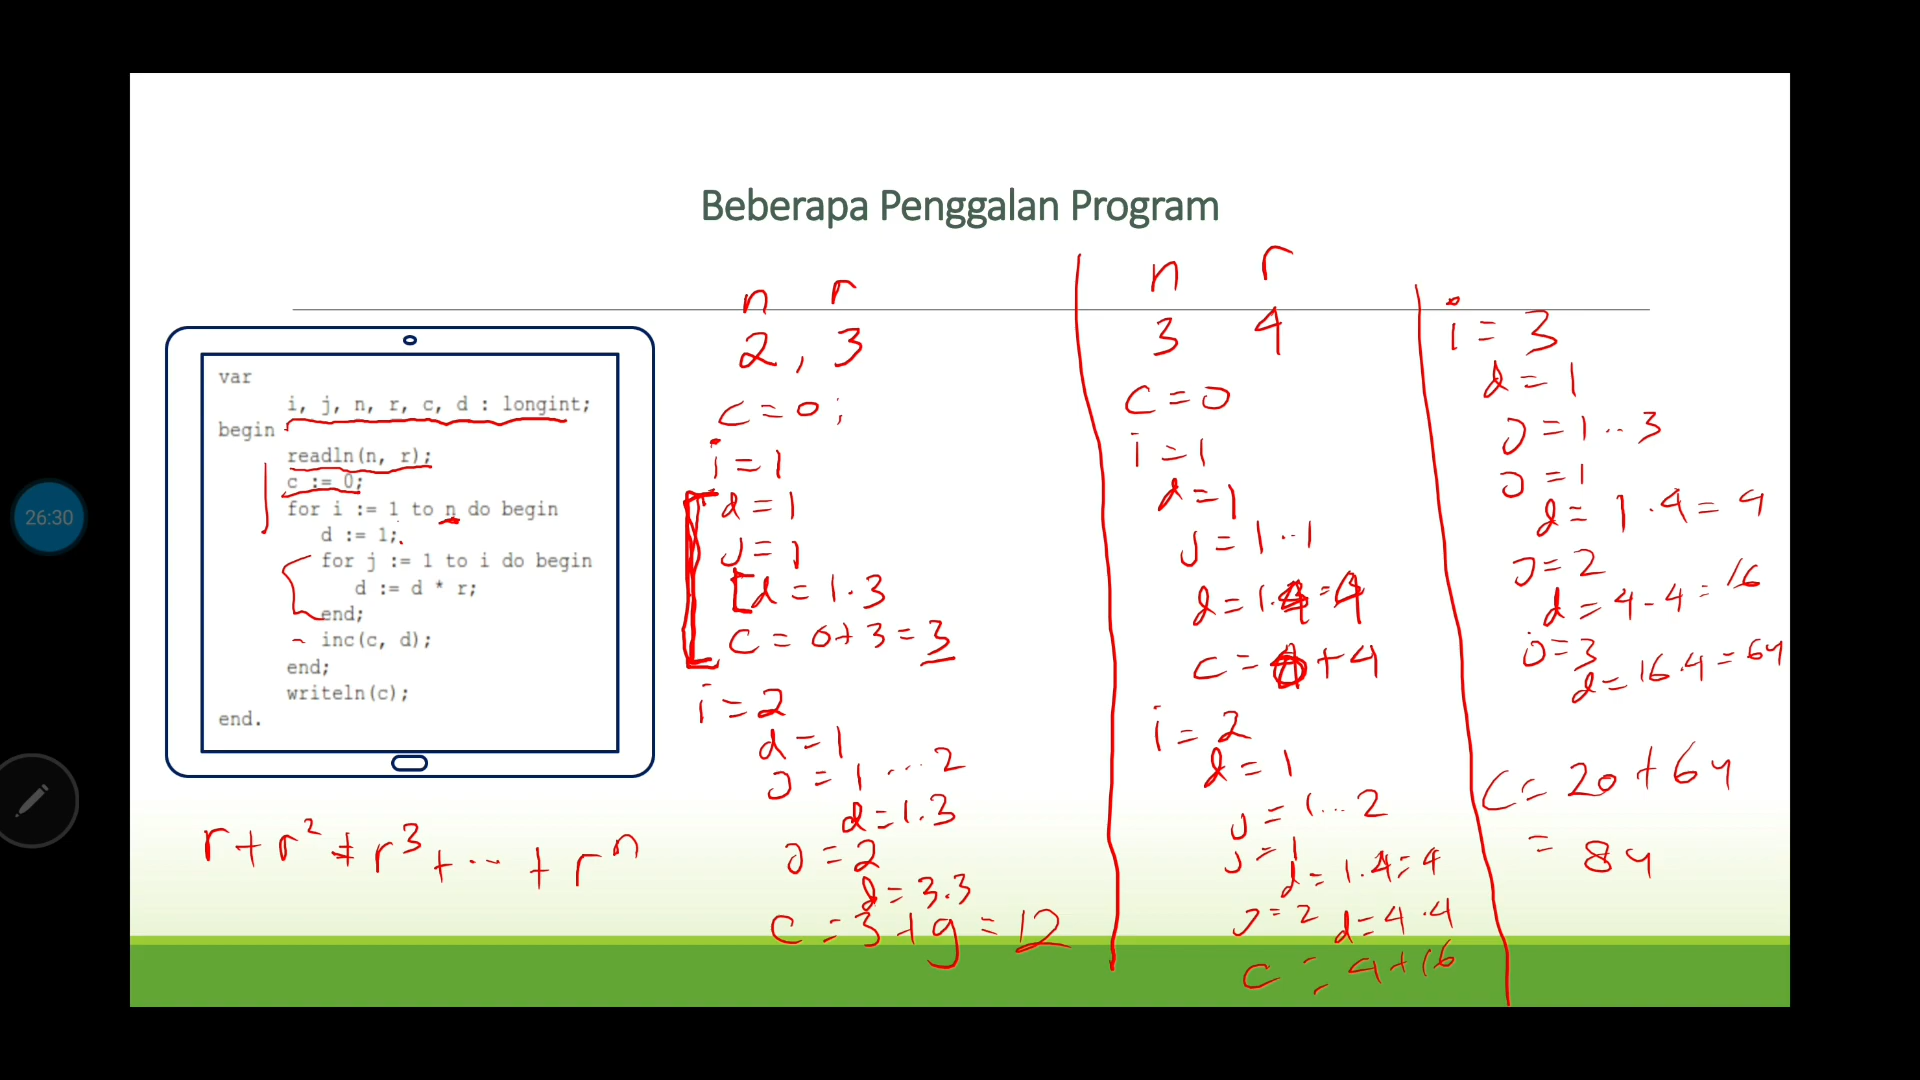 Beberapa Penggalan Program
26:30
var
i, j, n, r, c, d : longint;
begin
readln(n, r);
c := 0;
for i := 1 to n do begin
d := 1;
for j := 1 to i do begin
d := d * r;
end;
inc(c, d);
end;
writeln(c);
end.
r + r² + r³ + ... + rⁿ
n r
2, 3
c = 0;
i = 1
d = 1
J = 1
d = 1.3
c = 0+3 = 3
i = 2
d = 1
J = 1 ... 2
d = 1.3
J = 2
d = 3.3
c = 3 + 9 = 12
n r
3 4
C = 0
i = 1
d = 1
J = 1 .. 1
d = 1.4 = 4
c = 0 + 4
i = 2
d = 1
J = 1 ... 2
J = 1
d = 1.4 = 4
J = 2 d = 4.4
c = 4 + 16
i = 3
d = 1
J = 1 .. 3
J = 1
d = 1.4 = 4
J = 2
d = 4.4 = 16
J = 3
d = 16.4 = 64
C = 20 + 64
= 84